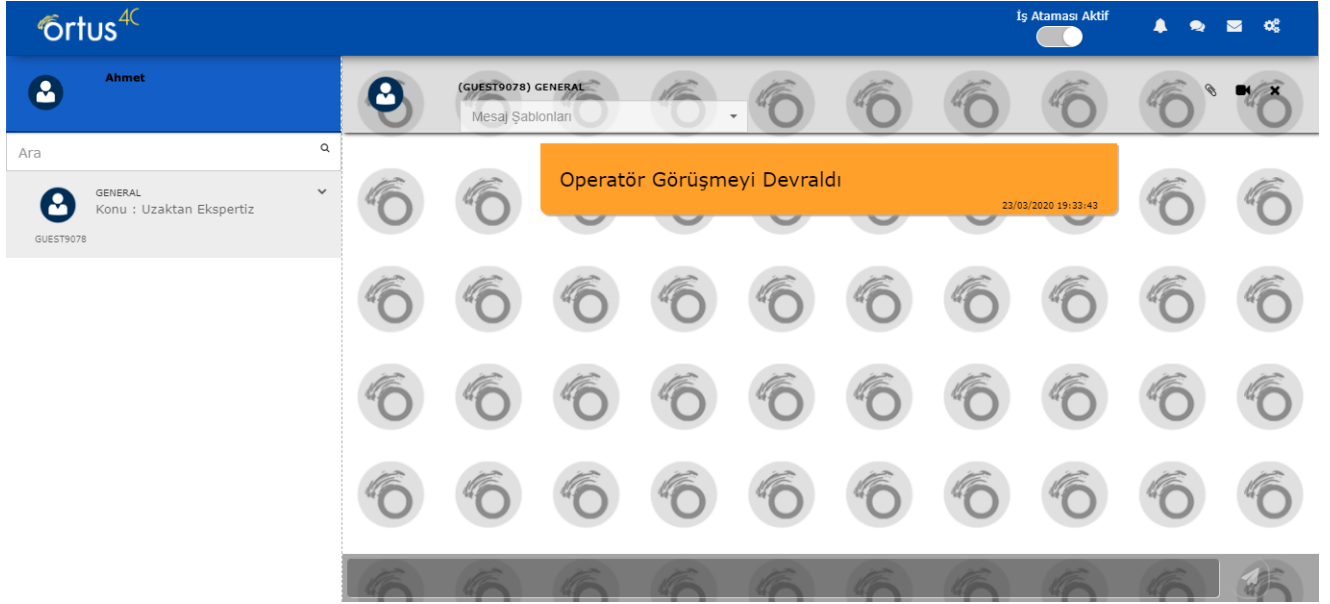 örtus4C
İş Ataması Aktif
Ahmet
(GUEST9078) GENERAL
Mesaj Şablonları
Ara
GENERAL
Konu : Uzaktan Ekspertiz
GUEST9078
Operatör Görüşmeyi Devraldı
23/03/2020 19:33:43